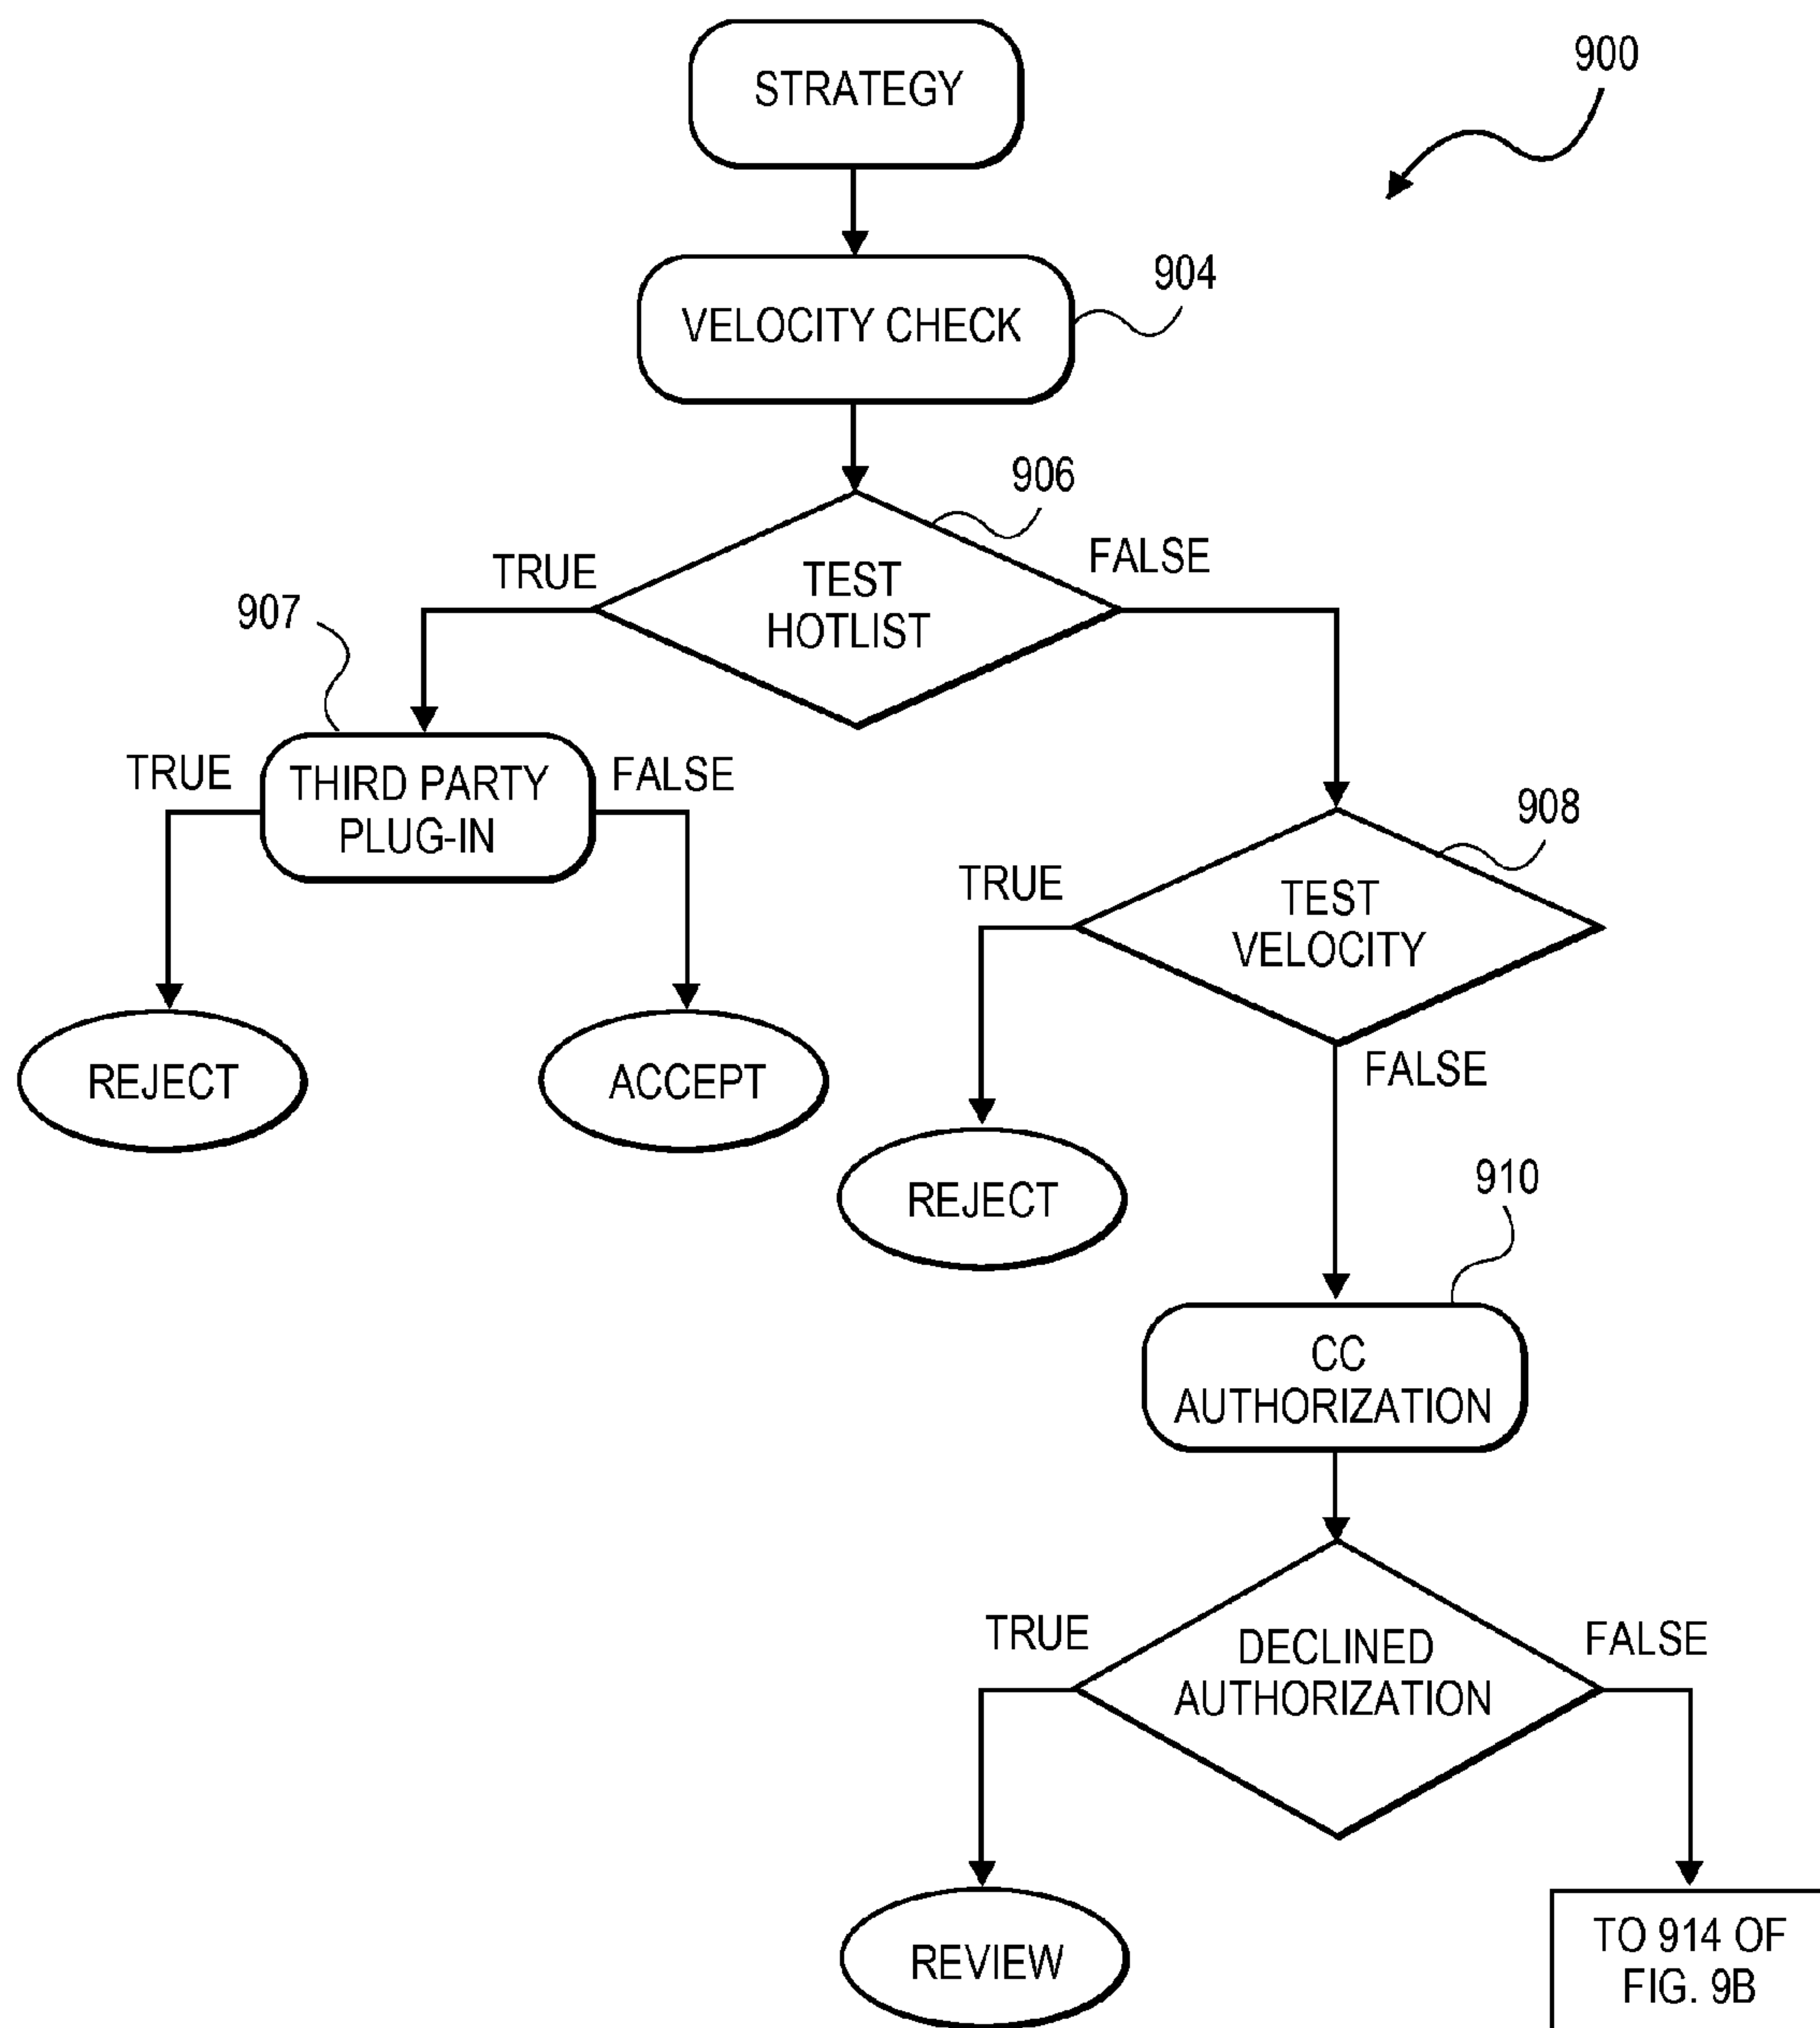 STRATEGY
900
VELOCITY CHECK
904
906
TRUE
FALSE
TEST
HOTLIST
907
TRUE
THIRD PARTY
PLUG-IN
FALSE
908
TRUE
TEST
VELOCITY
REJECT
ACCEPT
FALSE
REJECT
910
CC
AUTHORIZATION
TRUE
DECLINED
AUTHORIZATION
FALSE
REVIEW
TO 914 OF
FIG. 9B